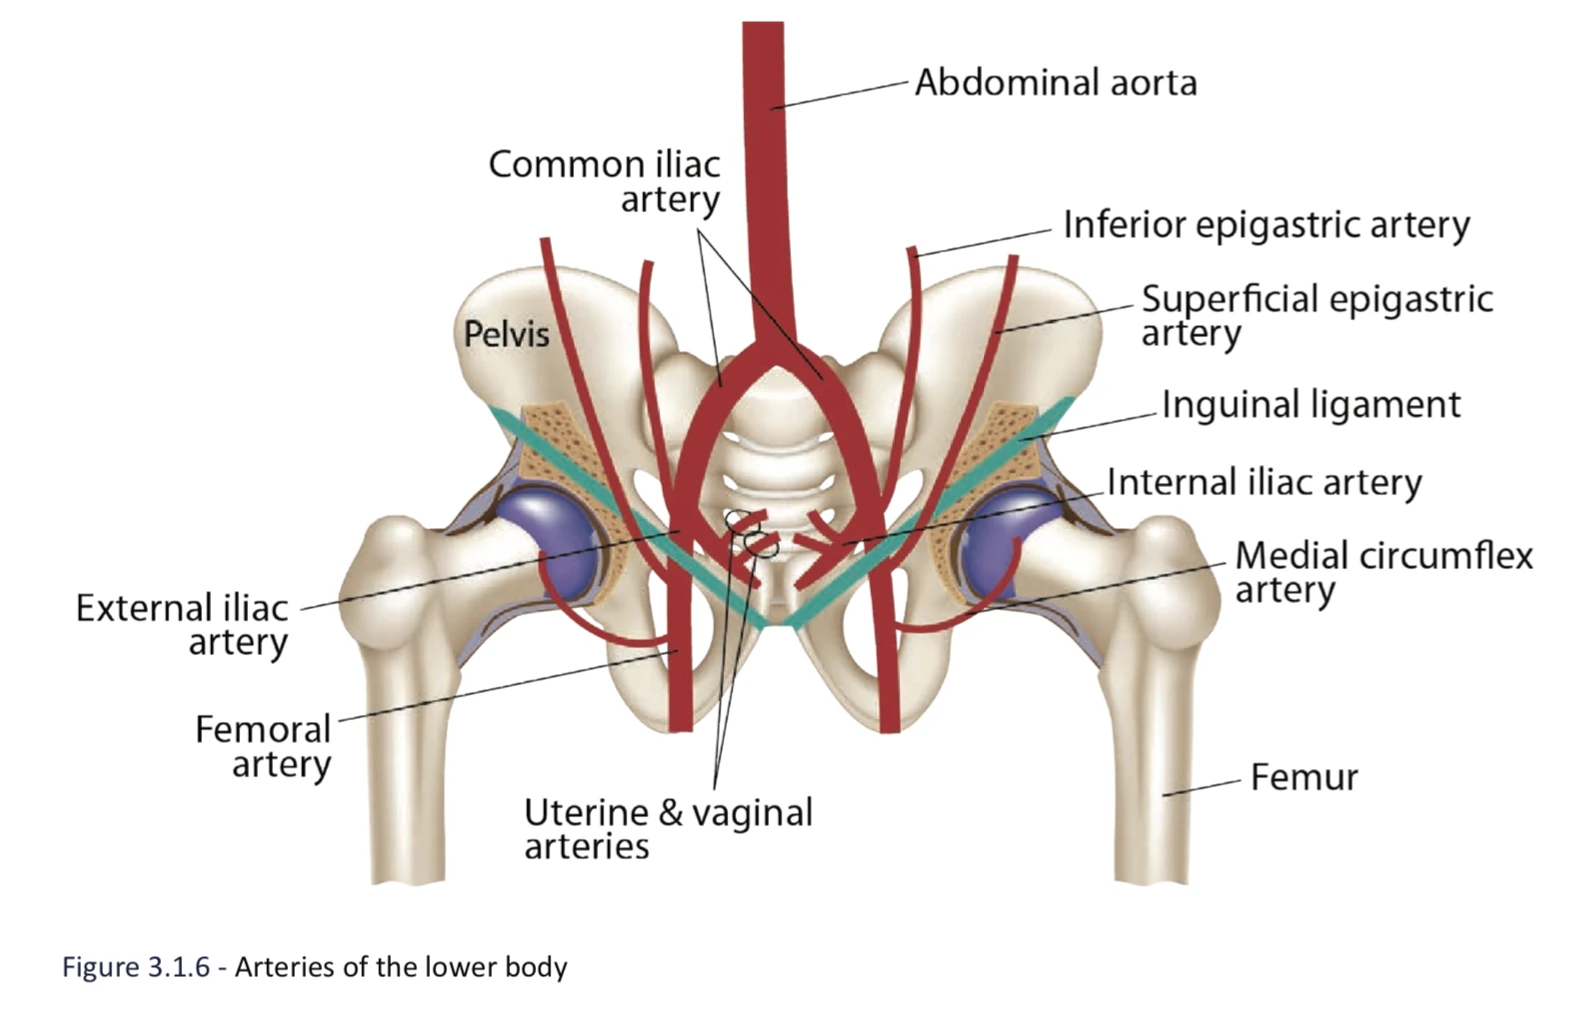 Abdominal aorta
Common iliac
artery
Inferior epigastric artery
Superficial epigastric
artery
Pelvis
Inguinal ligament
Internal iliac artery
Medial circumflex
artery
External iliac
artery
Femoral
artery
Femur
Uterine & vaginal
arteries
Figure 3.1.6 - Arteries of the lower body